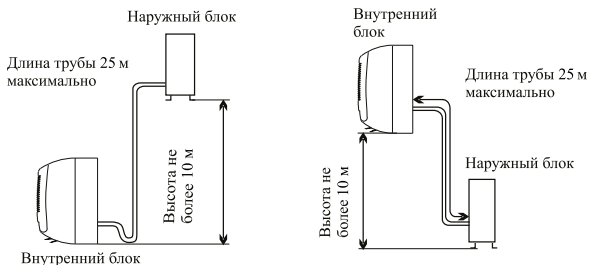 Наружный блок
Длина трубы 25 м
максимально
Высота не
более 10 м
Внутренний блок
Внутренний
блок
Длина трубы 25 м
максимально
Наружный блок
Высота не
более 10 м